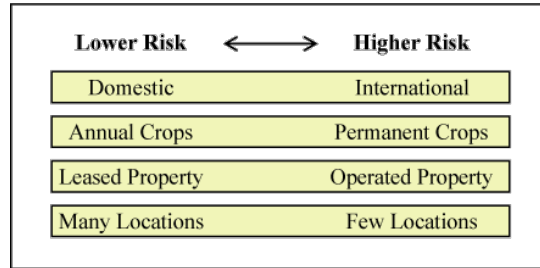 Lower Risk Higher Risk
Domestic International
Annual Crops Permanent Crops
Leased Property Operated Property
Many Locations Few Locations